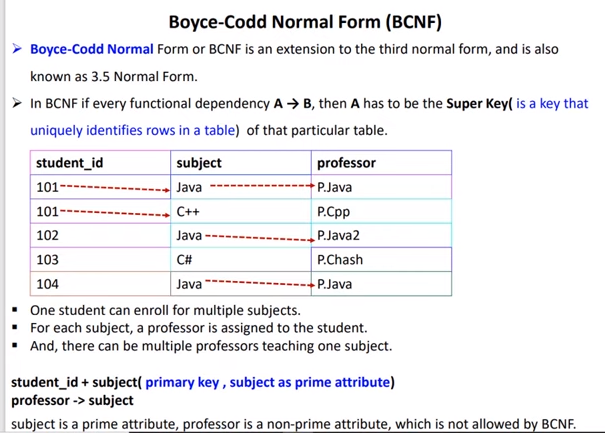 Boyce-Codd Normal Form (BCNF)
➢ Boyce-Codd Normal Form or BCNF is an extension to the third normal form, and is also
known as 3.5 Normal Form.
➢ In BCNF if every functional dependency A → B, then A has to be the Super Key( is a key that
uniquely identifies rows in a table) of that particular table.
student_id subject professor
101 Java P.Java
101 C++ P.Cpp
102 Java P.Java2
103 C# P.Chash
104 Java P.Java
▪ One student can enroll for multiple subjects.
▪ For each subject, a professor is assigned to the student.
▪ And, there can be multiple professors teaching one subject.
student_id + subject( primary key , subject as prime attribute)
professor -> subject
subject is a prime attribute, professor is a non-prime attribute, which is not allowed by BCNF.